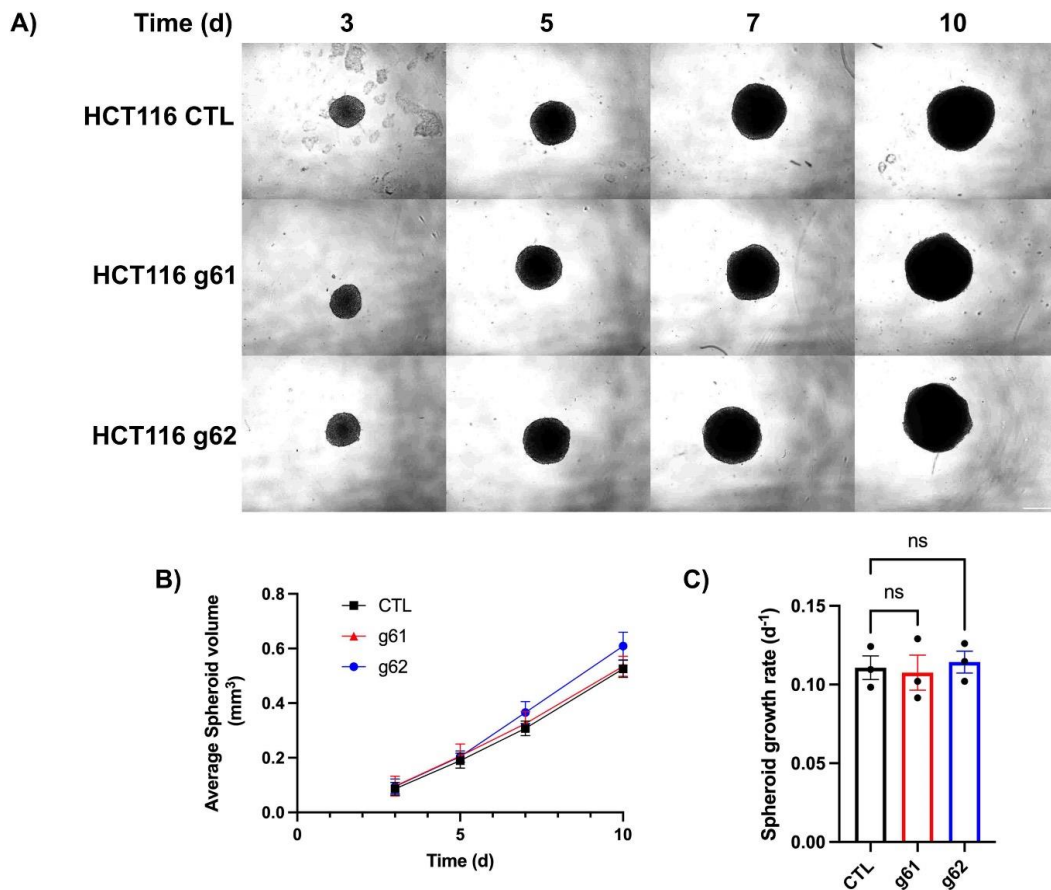 A)
Time (d) 3 5 7 10
HCT116 CTL
HCT116 g61
HCT116 g62
B)
CTL
g61
g62
0.8
0.6
0.4
0.2
0.0
0 5 10
Average Spheroid volume
(mm³)
Time (d)
C)
ns
ns
0.15
0.10
0.05
0.00
Spheroid growth rate (d⁻¹)
CTL
g61
g62